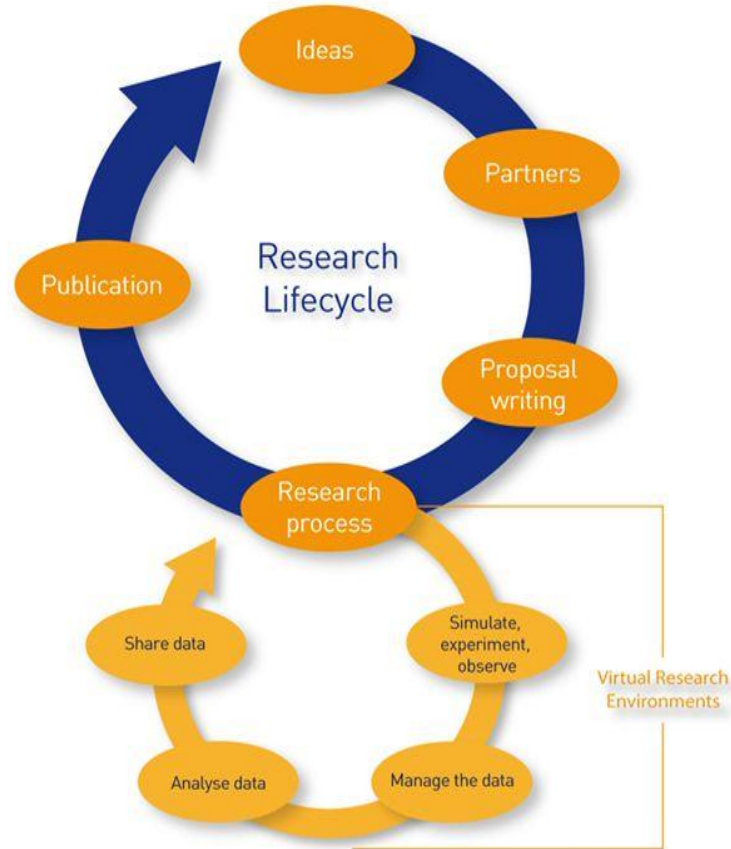 Ideas
Partners
Research
Lifecycle
Publication
Proposal
writing
Research
process
Simulate,
experiment,
observe
Share data
Virtual Research
Environments
Manage the data
Analyse data